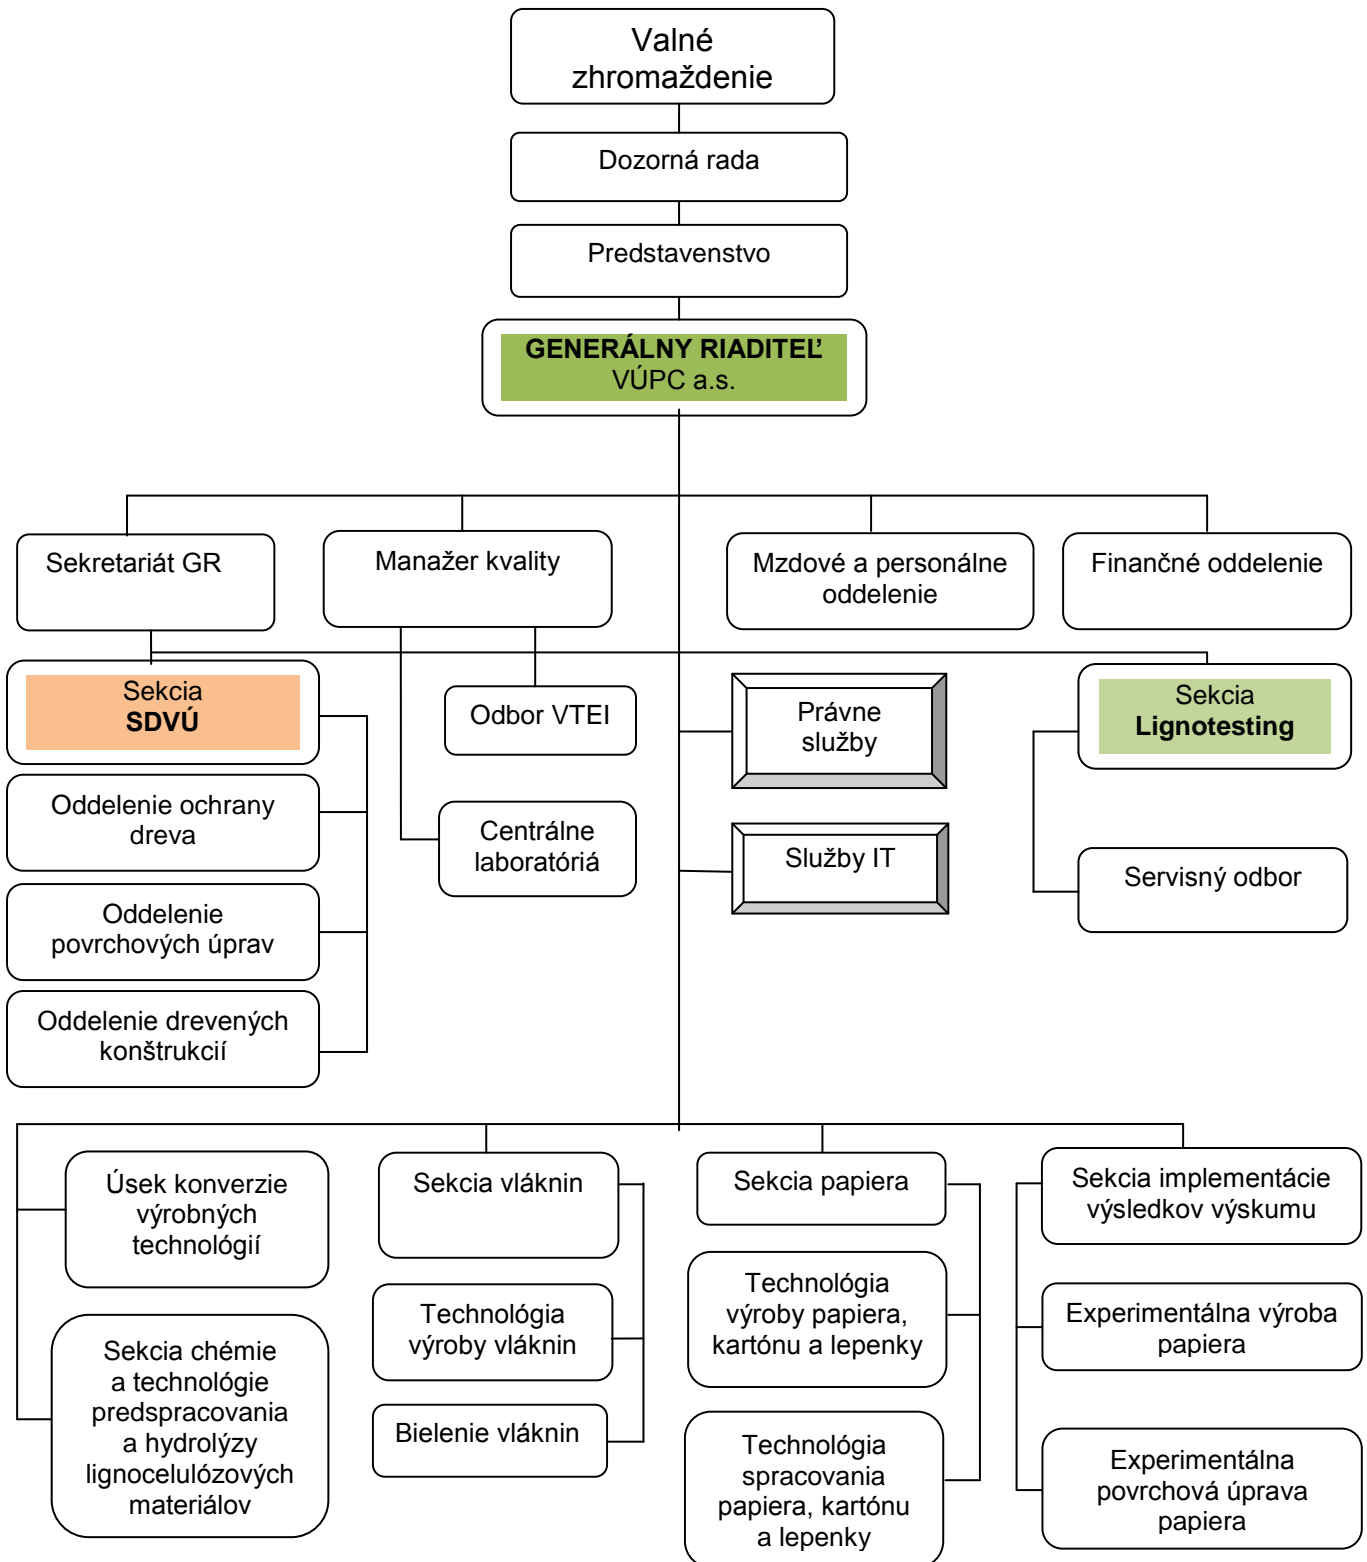 Valné
zhromaždenie
Dozorná rada
Predstavenstvo
GENERÁLNY RIADITEĽ
VÚPC a.s.
Sekretariát GR
Manažer kvality
Mzdové a personálne
oddelenie
Finančné oddelenie
Sekcia
SDVÚ
Odbor VTEI
Právne
služby
Sekcia
Lignotesting
Oddelenie ochrany
dreva
Centrálne
laboratóriá
Služby IT
Servisný odbor
Oddelenie
povrchových úprav
Oddelenie drevených
konštrukcií
Úsek konverzie
výrobných
technológií
Sekcia vláknin
Sekcia papiera
Sekcia implementácie
výsledkov výskumu
Sekcia chémie
a technológie
predspracovania
a hydrolýzy
lignocelulózových
materiálov
Technológia
výroby vláknin
Bielenie vláknin
Technológia
výroby papiera,
kartónu a lepenky
Technológia
spracovania
papiera, kartónu
a lepenky
Experimentálna výroba
papiera
Experimentálna
povrchová úprava
papiera